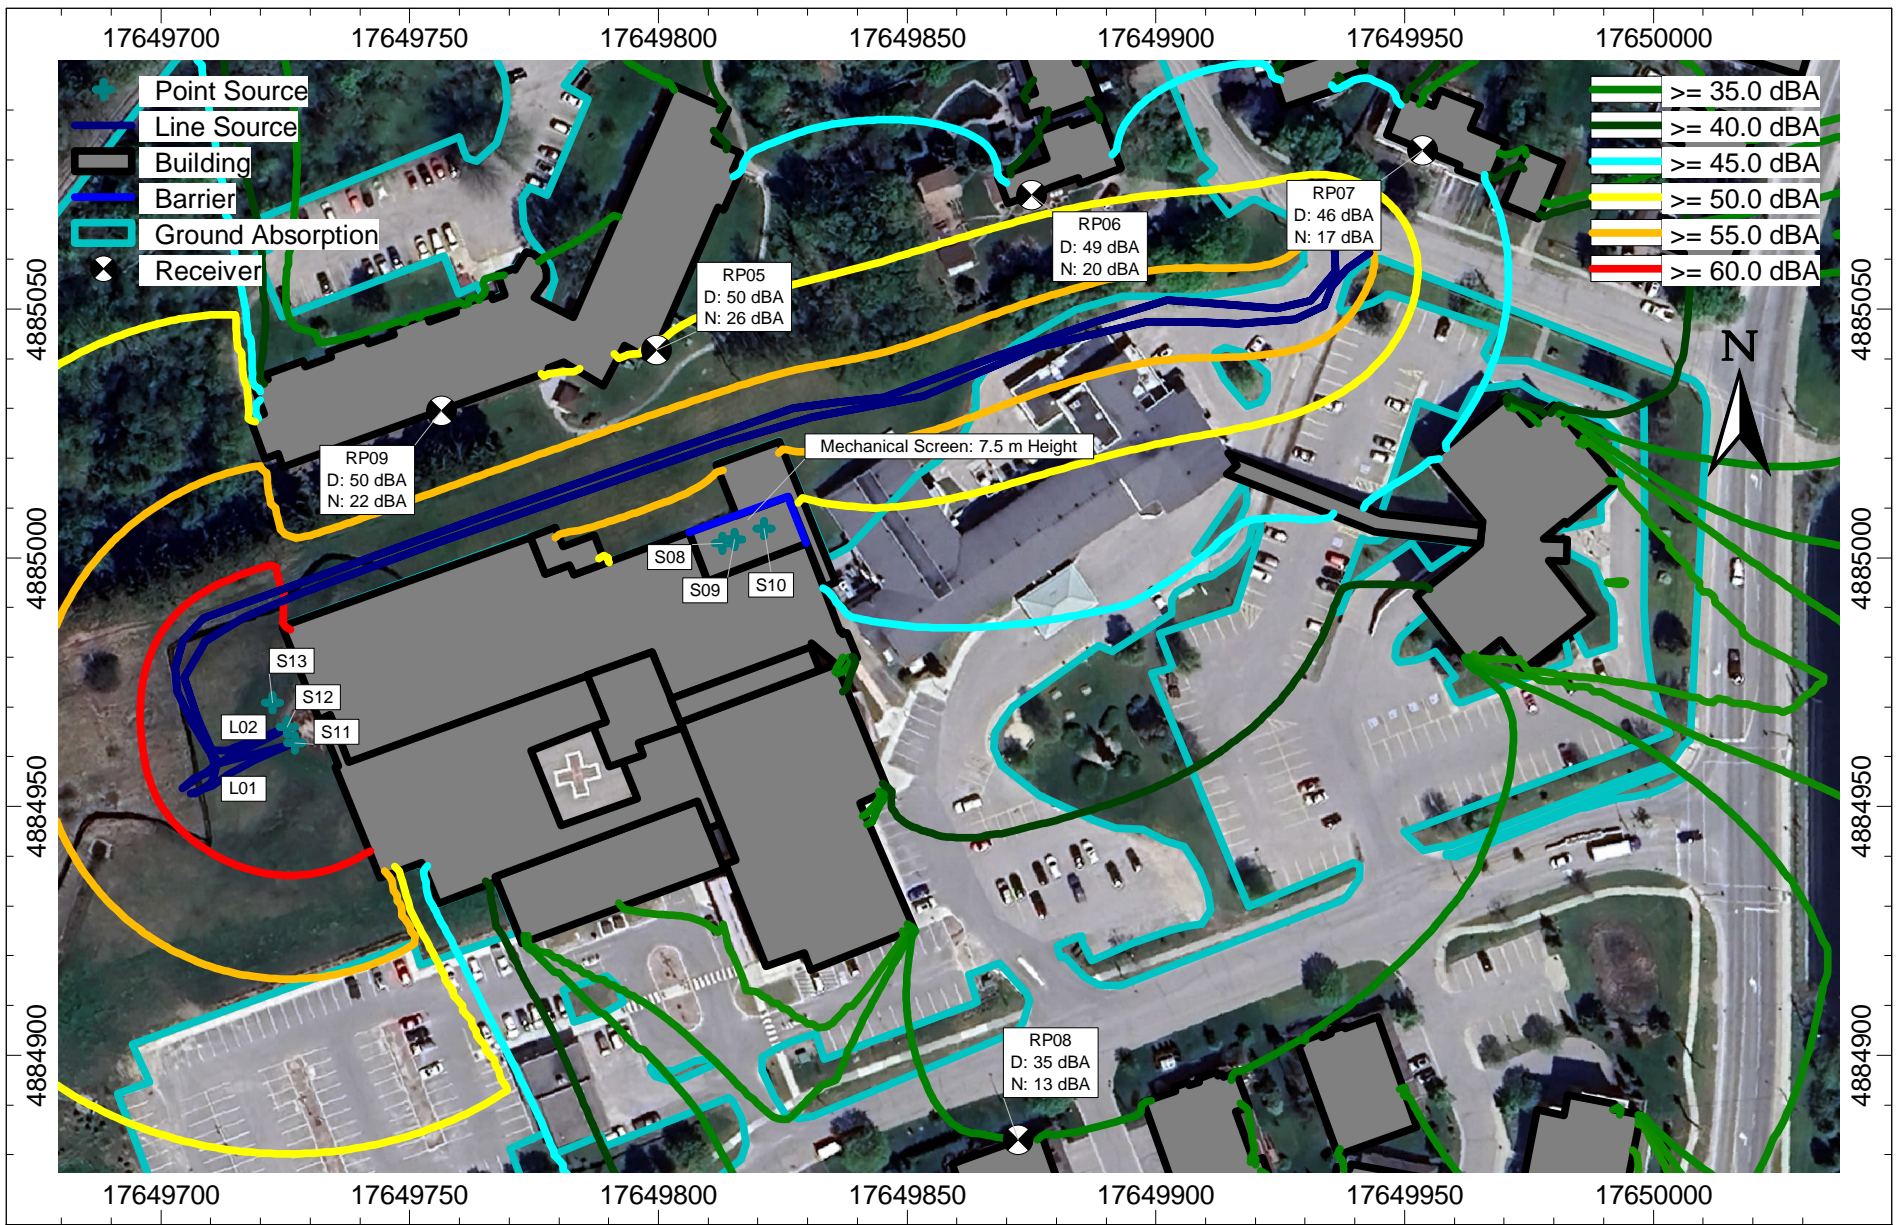 17649700 17649750 17649800 17649850 17649900 17649950 17650000
Point Source
Line Source
Building
Barrier
Ground Absorption
Receiver
>= 35.0 dBA
>= 40.0 dBA
>= 45.0 dBA
>= 50.0 dBA
>= 55.0 dBA
>= 60.0 dBA
RP07
D: 46 dBA
N: 17 dBA
RP06
D: 49 dBA
N: 20 dBA
RP05
D: 50 dBA
N: 26 dBA
N
RP09
D: 50 dBA
N: 22 dBA
Mechanical Screen: 7.5 m Height
S08
S09
S10
S13
S12
L02
S11
L01
RP08
D: 35 dBA
N: 13 dBA
4885050
4885000
4884950
4884900
4885050
4885000
4884950
4884900
17649700 17649750 17649800 17649850 17649900 17649950 17650000